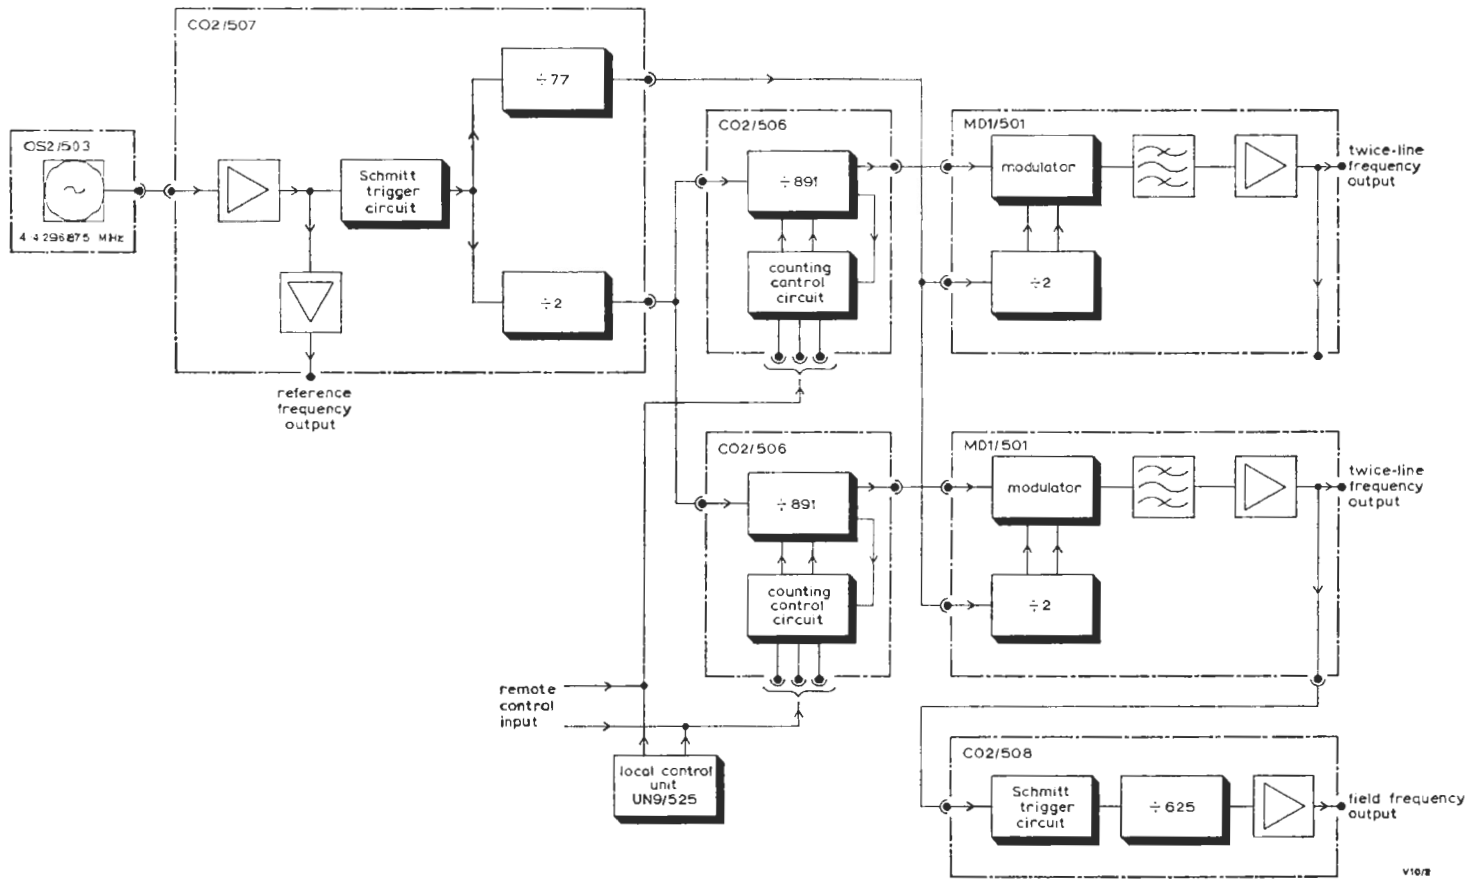 CO2/507
÷77
OS2/503
4.4296875 MHz
Schmitt
trigger
circuit
÷2
reference
frequency
output
CO2/506
÷891
counting
control
circuit
MD1/501
modulator
÷2
twice-line
frequency
output
CO2/506
÷891
counting
control
circuit
MD1/501
modulator
÷2
twice-line
frequency
output
remote
control
input
local control
unit
UN9/525
CO2/508
Schmitt
trigger
circuit
÷625
field frequency
output